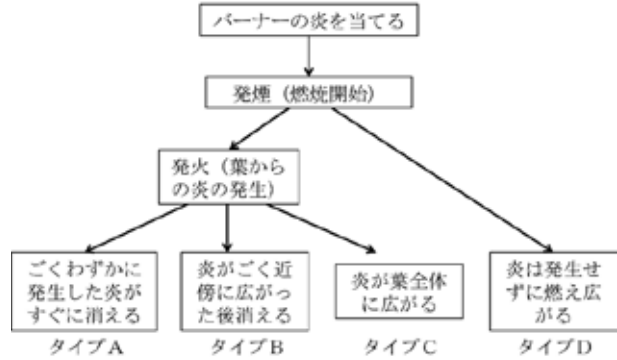 バーナーの炎を当てる
発煙（燃焼開始）
発火（葉から
の炎の発生）
ごくわずかに
発生した炎が
すぐに消える
炎がごく近
傍に広がっ
た後消える
炎が葉全体
に広がる
炎は発生せ
ずに燃え広
がる
タイプA
タイプB
タイプC
タイプD